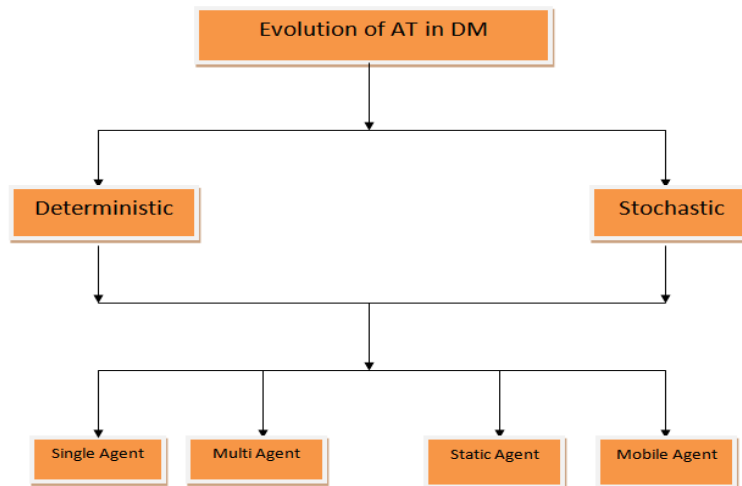 Evolution of AT in DM
Deterministic
Stochastic
Single Agent
Multi Agent
Static Agent
Mobile Agent